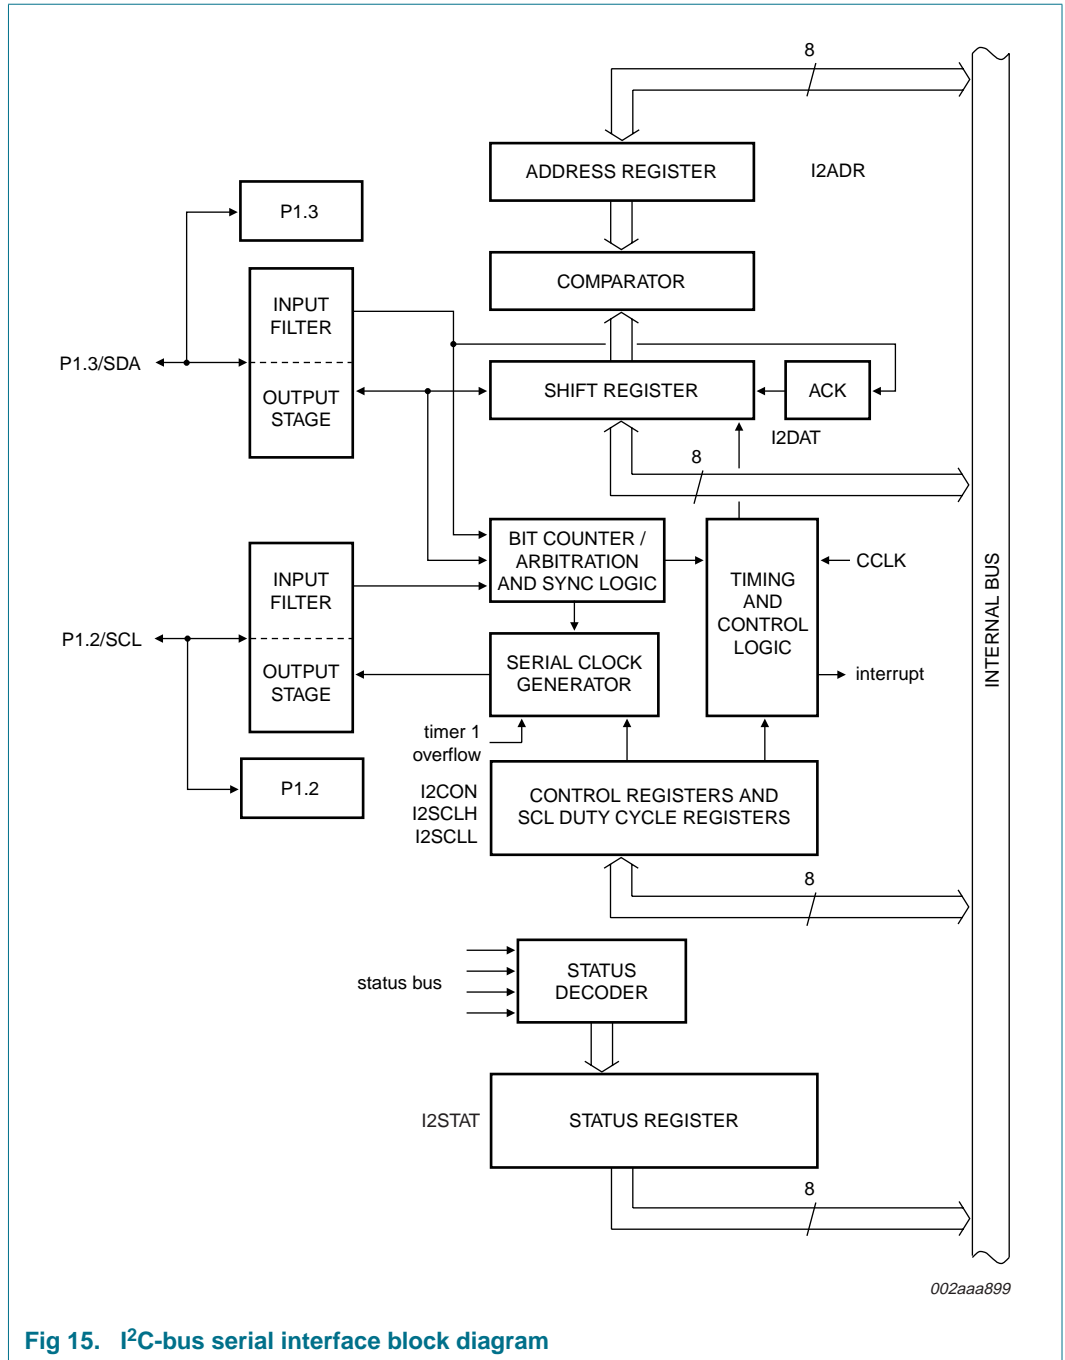 8
ADDRESS REGISTER
I2ADR
P1.3
COMPARATOR
INPUT
FILTER
P1.3/SDA
OUTPUT
STAGE
SHIFT REGISTER
ACK
I2DAT
8
BIT COUNTER /
ARBITRATION
AND SYNC LOGIC
INPUT
FILTER
TIMING
AND
CONTROL
LOGIC
CCLK
INTERNAL BUS
P1.2/SCL
OUTPUT
STAGE
SERIAL CLOCK
GENERATOR
interrupt
timer 1
overflow
P1.2
I2CON
I2SCLH
I2SCLL
CONTROL REGISTERS AND
SCL DUTY CYCLE REGISTERS
8
status bus
STATUS
DECODER
I2STAT
STATUS REGISTER
8
002aaa899
Fig 15. I²C-bus serial interface block diagram